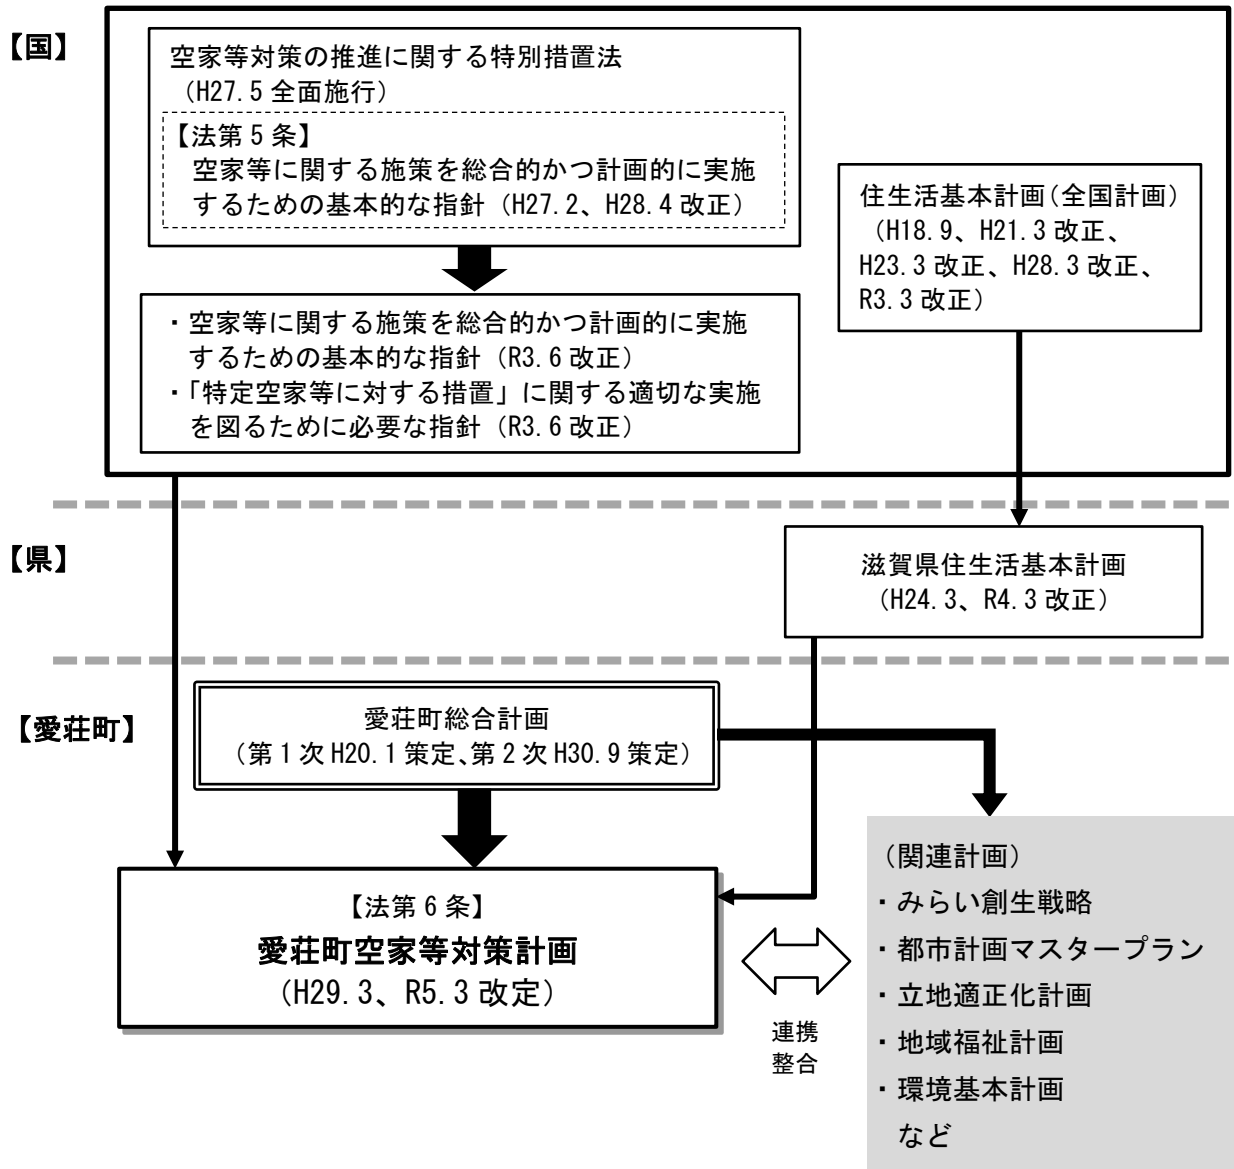 【国】
空家等対策の推進に関する特別措置法
（H27.5 全面施行）
【法第 5 条】
空家等に関する施策を総合的かつ計画的に実施
するための基本的な指針（H27.2、H28.4 改正）
・空家等に関する施策を総合的かつ計画的に実施
するための基本的な指針（R3.6 改正）
・「特定空家等に対する措置」に関する適切な実施
を図るために必要な指針（R3.6 改正）
住生活基本計画（全国計画）
（H18.9、H21.3 改正、
H23.3 改正、H28.3 改正、
R3.3 改正）
【県】
滋賀県住生活基本計画
（H24.3、R4.3 改正）
【愛荘町】
愛荘町総合計画
（第 1 次 H20.1 策定、第 2 次 H30.9 策定）
【法第 6 条】
愛荘町空家等対策計画
（H29.3、R5.3 改定）
連携
整合
（関連計画）
・みらい創生戦略
・都市計画マスタープラン
・立地適正化計画
・地域福祉計画
・環境基本計画
など